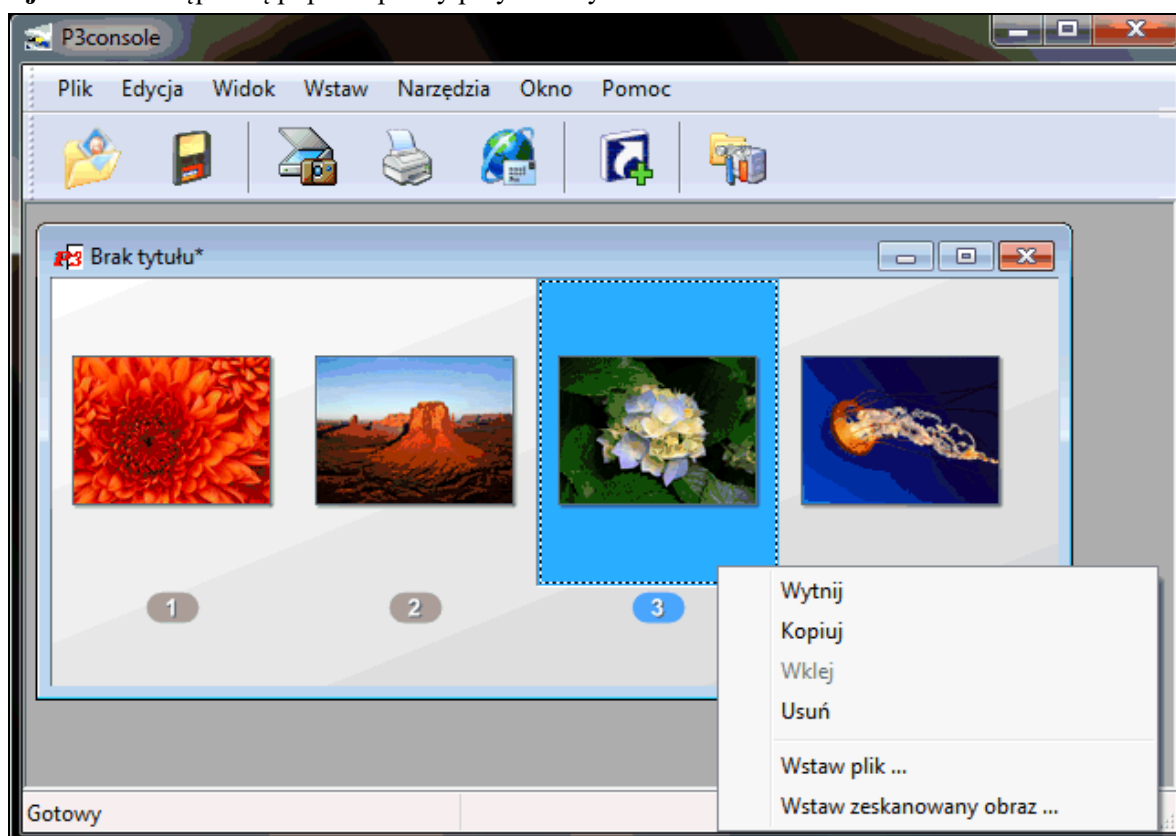 P3console
Plik Edycja Widok Wstaw Narzędzia Okno Pomoc
P3 Brak tytułu*
1 2 3
Wytnij
Kopiuj
Wklej
Usuń
Wstaw plik ...
Wstaw zeskanowany obraz ...
Gotowy